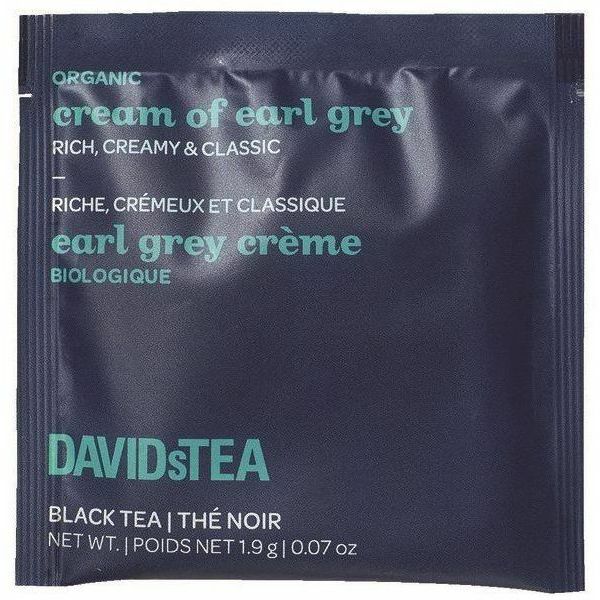 ORGANIC
cream of earl grey
RICH, CREAMY & CLASSIC
–
RICHE, CRÉMEUX ET CLASSIQUE
earl grey crème
BIOLOGIQUE
DAVIDsTEA
BLACK TEA | THÉ NOIR
NET WT. | POIDS NET 1.9 g | 0.07 oz